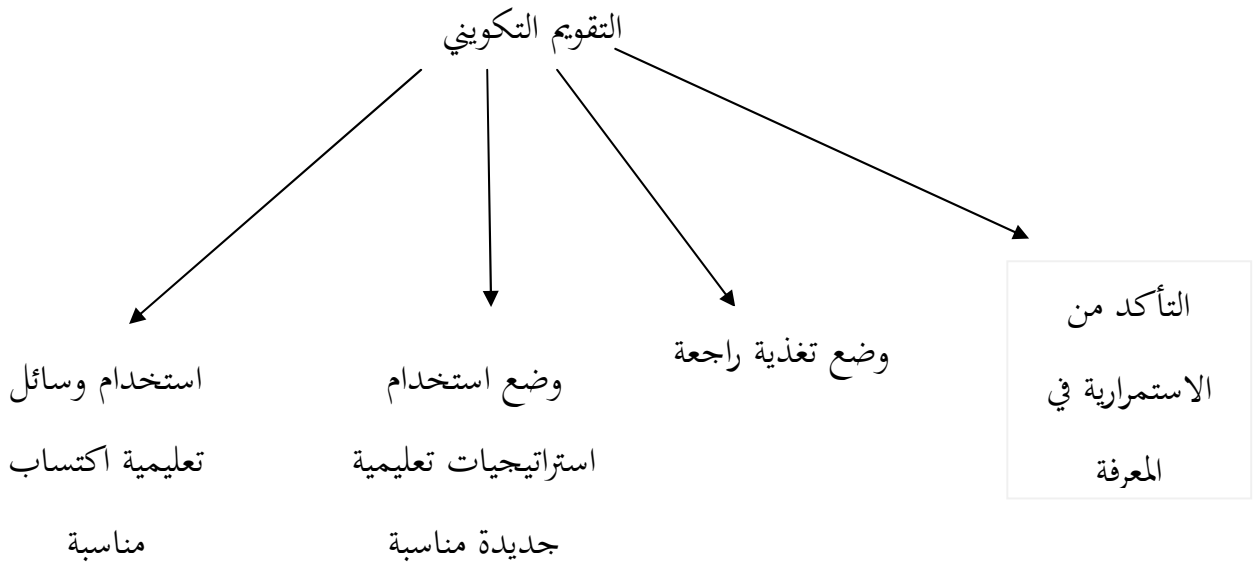 التقويم التكويني
التأكد من
الاستمرارية في
المعرفة
وضع تغذية راجعة
وضع استخدام
استراتيجيات تعليمية
جديدة مناسبة
استخدام وسائل
تعليمية اكتساب
مناسبة